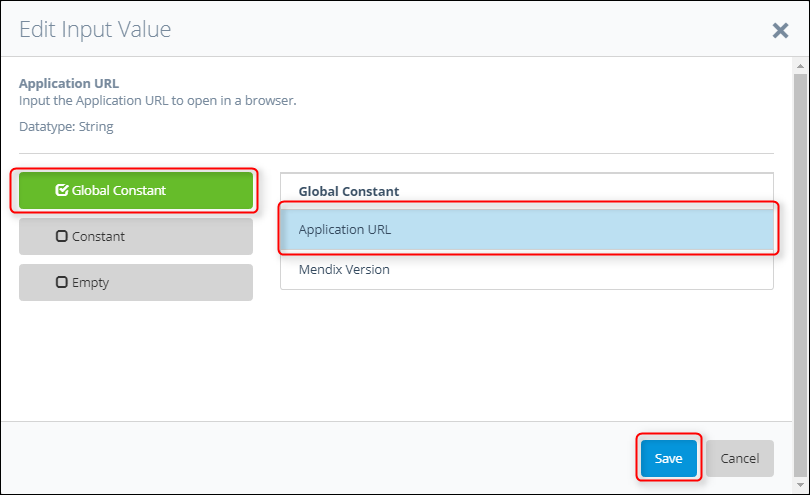 Edit Input Value
Application URL
Input the Application URL to open in a browser.
Datatype: String
Global Constant
Constant
Empty
Global Constant
Application URL
Mendix Version
Save
Cancel